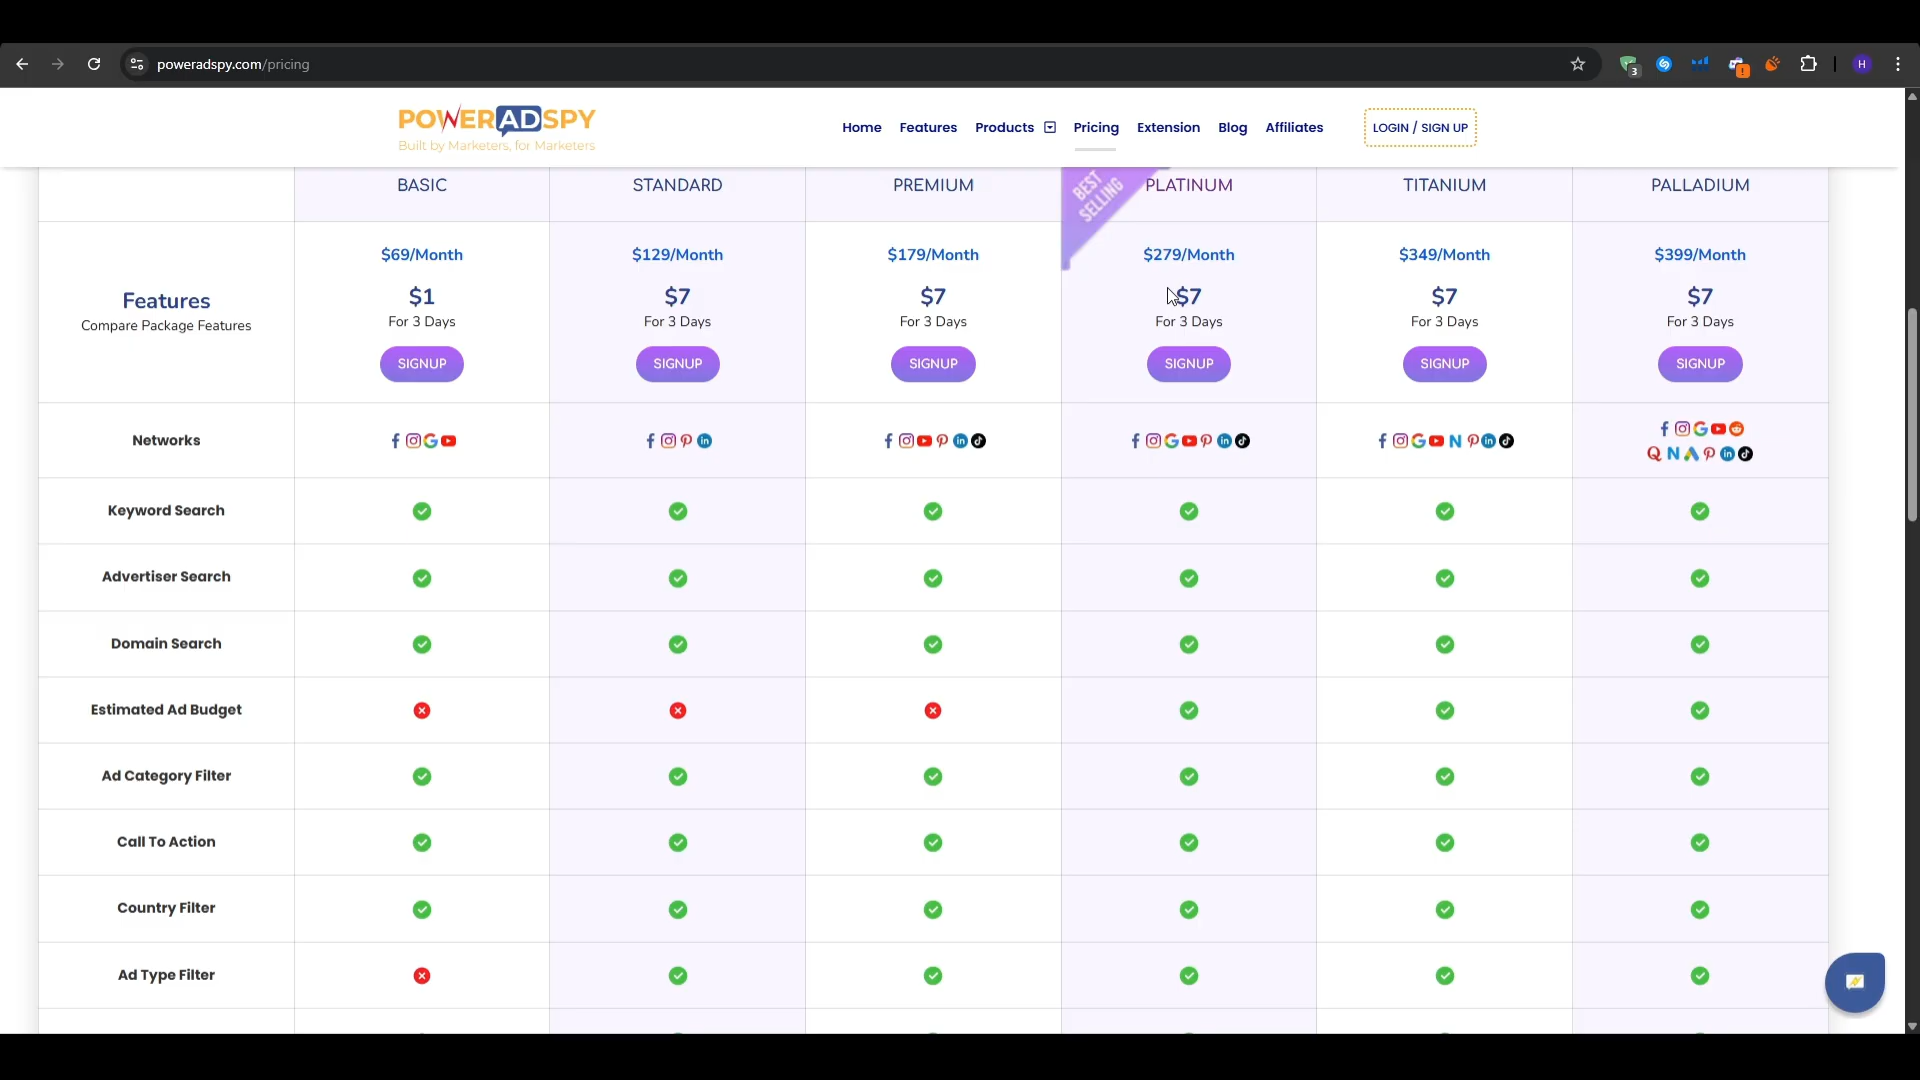 poweradspy.com/pricing
3
!
H
POWERADSPY
Built by Marketers, for Marketers
Home
Features
Products
Pricing
Extension
Blog
Affiliates
LOGIN / SIGN UP
BASIC
STANDARD
PREMIUM
BEST SELLING
PLATINUM
TITANIUM
PALLADIUM
Features
Compare Package Features
$69/Month
$1
For 3 Days
SIGNUP
$129/Month
$7
For 3 Days
SIGNUP
$179/Month
$7
For 3 Days
SIGNUP
$279/Month
$7
For 3 Days
SIGNUP
$349/Month
$7
For 3 Days
SIGNUP
$399/Month
$7
For 3 Days
SIGNUP
Networks
Keyword Search
Advertiser Search
Domain Search
Estimated Ad Budget
Ad Category Filter
Call To Action
Country Filter
Ad Type Filter